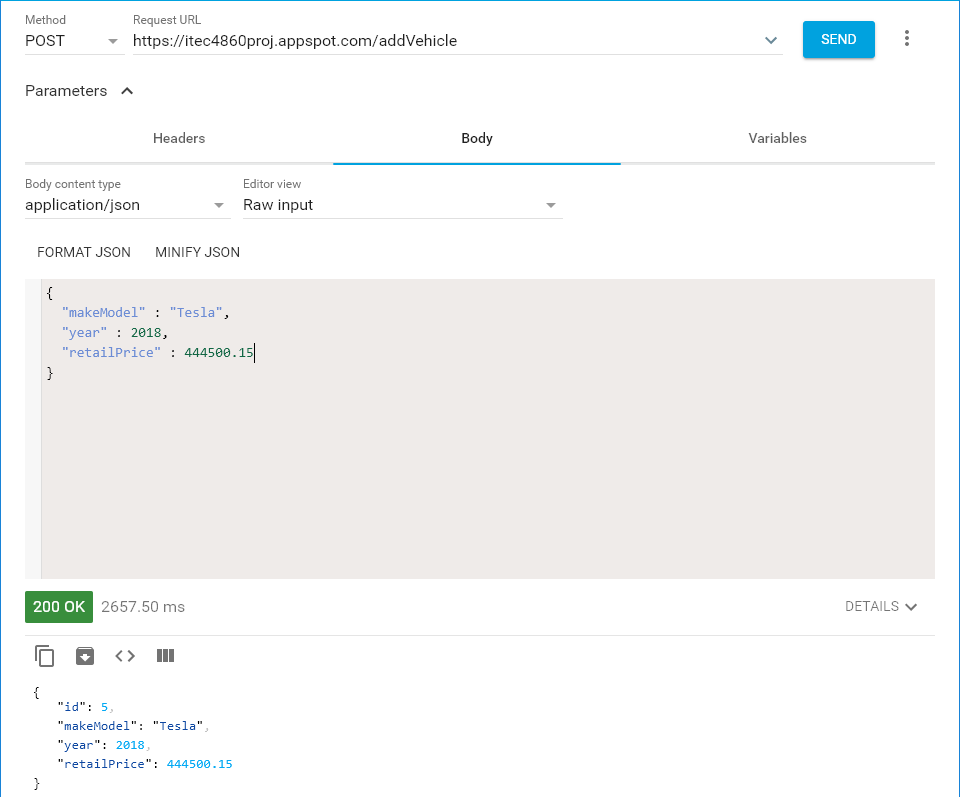 Method Request URL
POST https://itec4860proj.appspot.com/addVehicle SEND
Parameters
Headers Body Variables
Body content type Editor view
application/json Raw input
FORMAT JSON MINIFY JSON
{
"makeModel" : "Tesla",
"year" : 2018,
"retailPrice" : 444500.15
}
200 OK 2657.50 ms DETAILS
{
"id": 5,
"makeModel": "Tesla",
"year": 2018,
"retailPrice": 444500.15
}